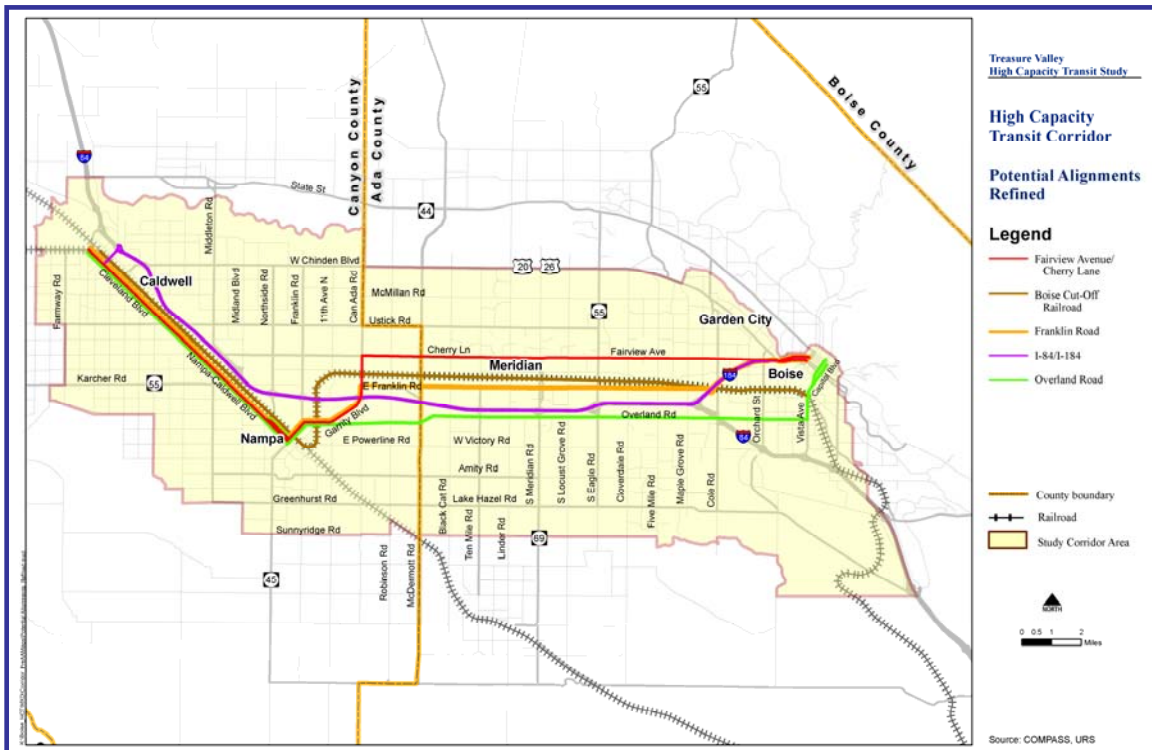 Treasure Valley
High Capacity Transit Study
High Capacity
Transit Corridor
Potential Alignments
Refined
Legend
Fairview Avenue/
Cherry Lane
Boise Cut-Off
Railroad
Franklin Road
I-84/I-184
Overland Road
County boundary
Railroad
Study Corridor Area
NORTH
0 0.5 1 2
Miles
Source: COMPASS, URS
Canyon County
Ada County
Boise County
55
84
State St
44
Middleton Rd
W Chinden Blvd
20 26
Farmway Rd
Caldwell
Cleveland Blvd
Midland Blvd
Northside Rd
Franklin Rd
11th Ave N
Can Ada Rd
McMillan Rd
Ustick Rd
55
Garden City
Cherry Ln
Fairview Ave
Meridian
Boise
184
Capital Blvd
Karcher Rd
55
Nampa-Caldwell Blvd
E Franklin Rd
Garrity Blvd
Overland Rd
Orchard St
Vista Ave
Nampa
E Powerline Rd
W Victory Rd
84
Amity Rd
Greenhurst Rd
Lake Hazel Rd
Black Cat Rd
Ten Mile Rd
Linder Rd
S Meridian Rd
S Locust Grove Rd
S Eagle Rd
Cloverdale Rd
Five Mile Rd
Maple Grove Rd
Cole Rd
Sunnyridge Rd
69
45
Robinson Rd
McDermott Rd